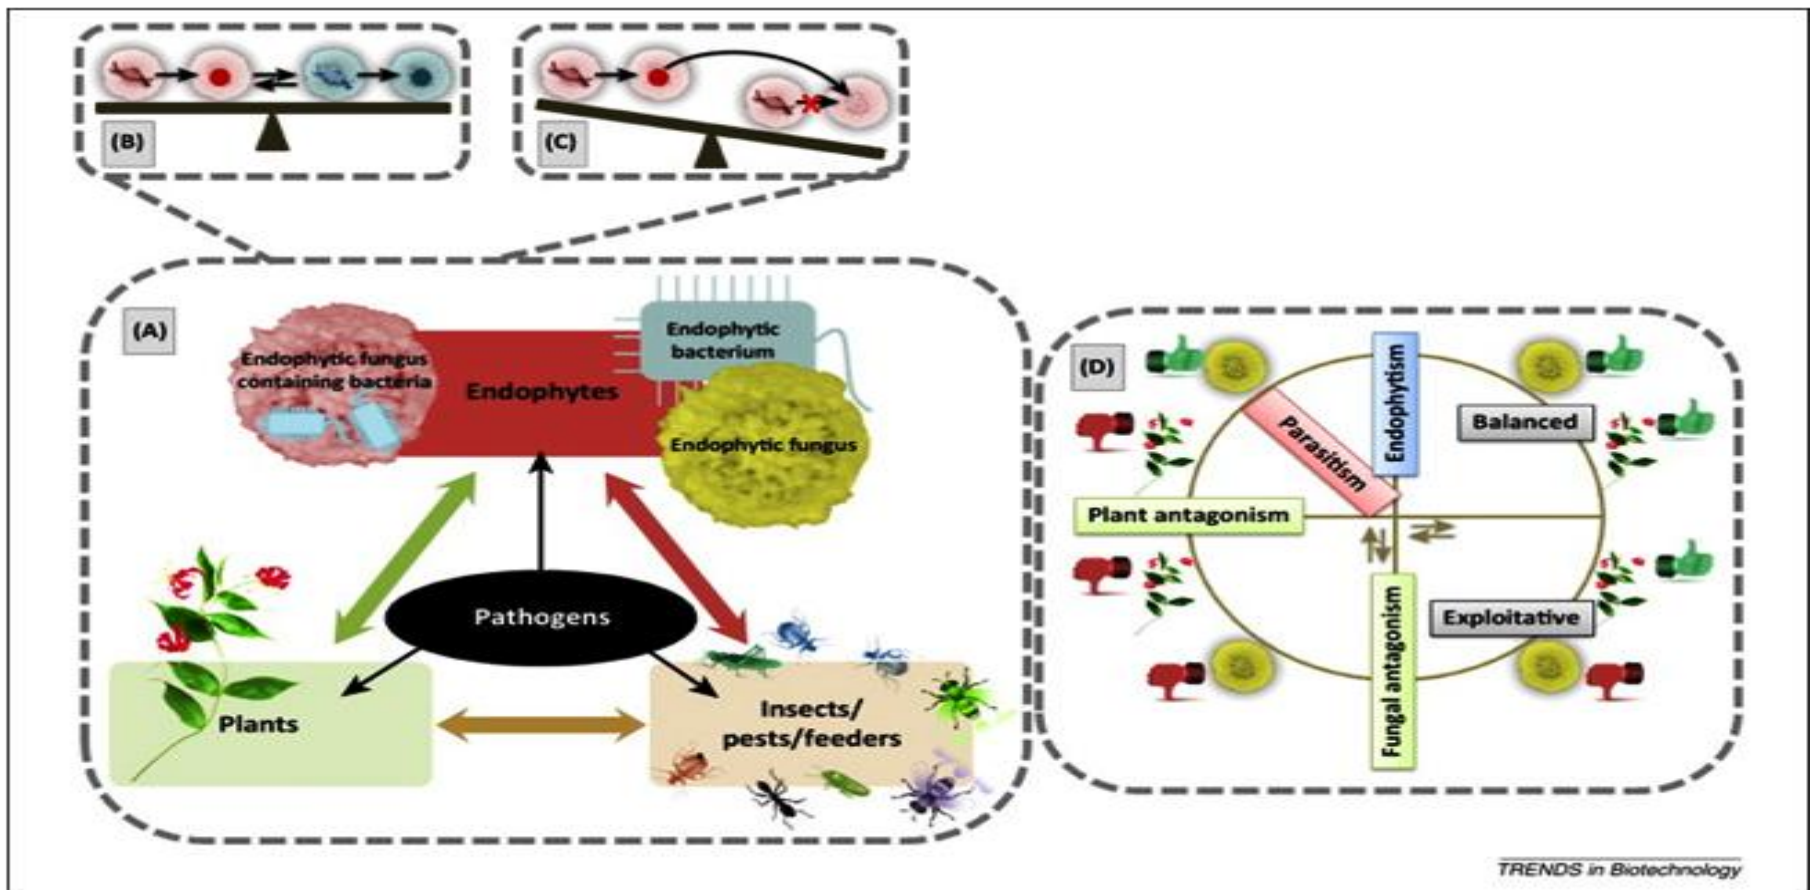 (B)
(C)
(A)
Endophytic fungus
containing bacteria
Endophytes
Endophytic
bacterium
Endophytic fungus
Pathogens
Plants
Insects/
pests/feeders
(D)
Endophytism
Parasitism
Balanced
Plant antagonism
Exploitative
Fungal antagonism
TRENDS in Biotechnology